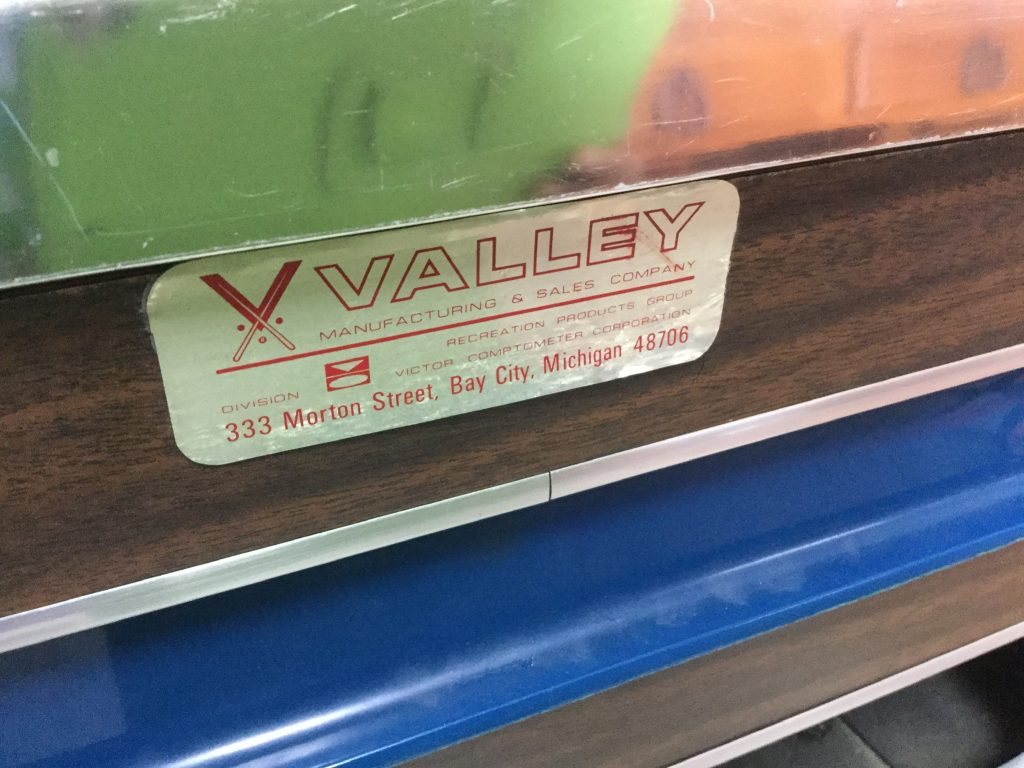 VALLEY
MANUFACTURING & SALES COMPANY
RECREATION PRODUCTS GROUP
DIVISION VICTOR COMPTOMETER CORPORATION
333 Morton Street, Bay City, Michigan 48706